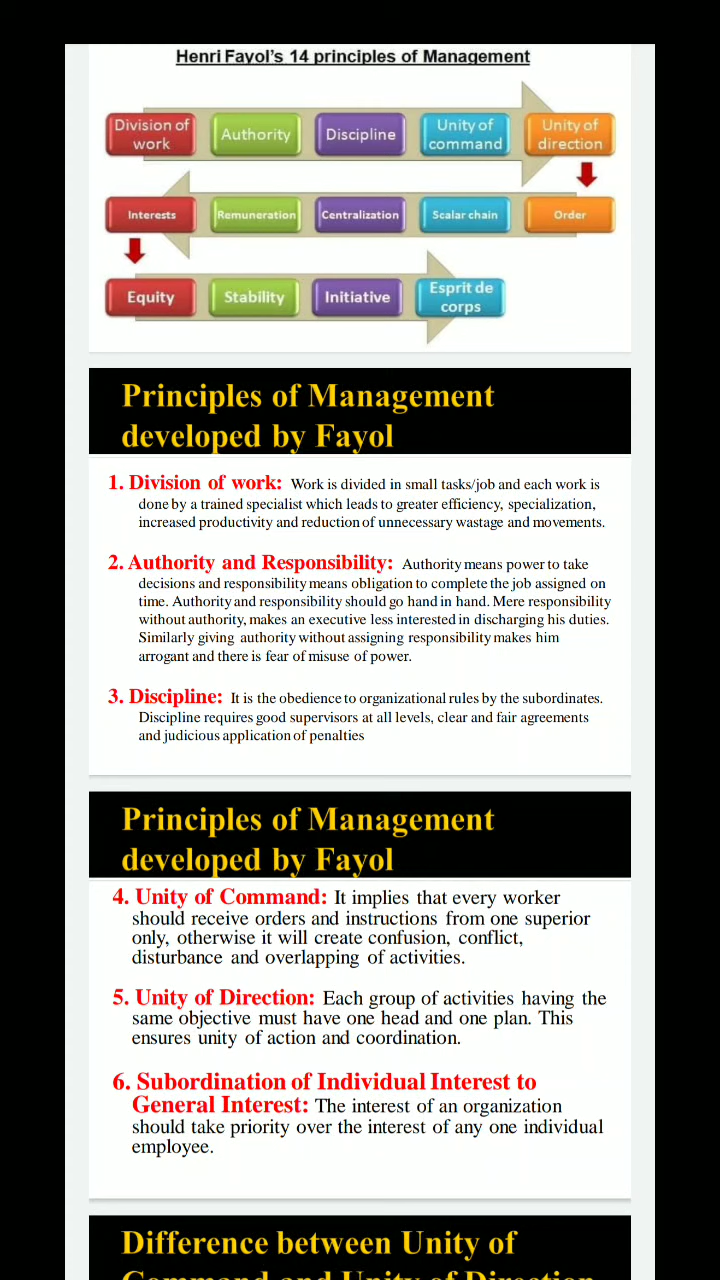 Henri Fayol's 14 principles of Management
Division of work
Authority
Discipline
Unity of command
Unity of direction
Interests
Remuneration
Centralization
Scalar chain
Order
Equity
Stability
Initiative
Esprit de corps
Principles of Management
developed by Fayol
1. Division of work: Work is divided in small tasks/job and each work is
done by a trained specialist which leads to greater efficiency, specialization,
increased productivity and reduction of unnecessary wastage and movements.
2. Authority and Responsibility: Authority means power to take
decisions and responsibility means obligation to complete the job assigned on
time. Authority and responsibility should go hand in hand. Mere responsibility
without authority, makes an executive less interested in discharging his duties.
Similarly giving authority without assigning responsibility makes him
arrogant and there is fear of misuse of power.
3. Discipline: It is the obedience to organizational rules by the subordinates.
Discipline requires good supervisors at all levels, clear and fair agreements
and judicious application of penalties
Principles of Management
developed by Fayol
4. Unity of Command: It implies that every worker
should receive orders and instructions from one superior
only, otherwise it will create confusion, conflict,
disturbance and overlapping of activities.
5. Unity of Direction: Each group of activities having the
same objective must have one head and one plan. This
ensures unity of action and coordination.
6. Subordination of Individual Interest to
General Interest: The interest of an organization
should take priority over the interest of any one individual
employee.
Difference between Unity of
Command and Unity of Direction